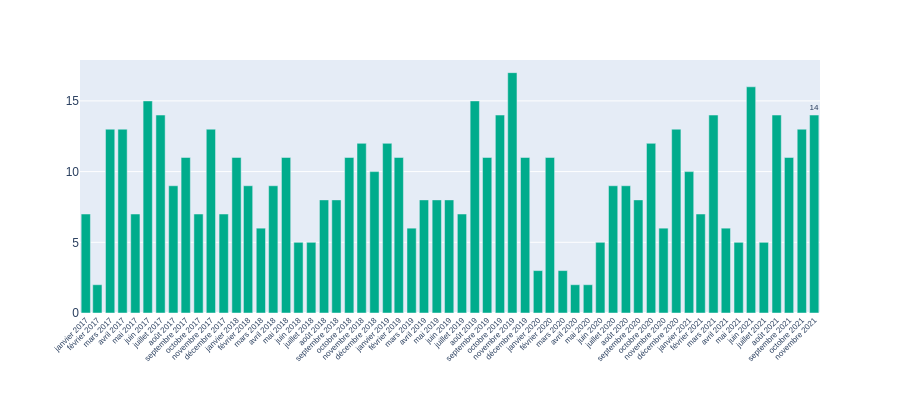 15
10
5
0
14
janvier 2017
février 2017
mars 2017
avril 2017
mai 2017
juin 2017
juillet 2017
août 2017
septembre 2017
octobre 2017
novembre 2017
décembre 2017
janvier 2018
février 2018
mars 2018
avril 2018
mai 2018
juin 2018
juillet 2018
août 2018
septembre 2018
octobre 2018
novembre 2018
décembre 2018
janvier 2019
février 2019
mars 2019
avril 2019
mai 2019
juin 2019
juillet 2019
août 2019
septembre 2019
octobre 2019
novembre 2019
décembre 2019
janvier 2020
février 2020
mars 2020
avril 2020
mai 2020
juin 2020
juillet 2020
août 2020
septembre 2020
octobre 2020
novembre 2020
décembre 2020
janvier 2021
février 2021
mars 2021
avril 2021
mai 2021
juin 2021
juillet 2021
août 2021
septembre 2021
octobre 2021
novembre 2021